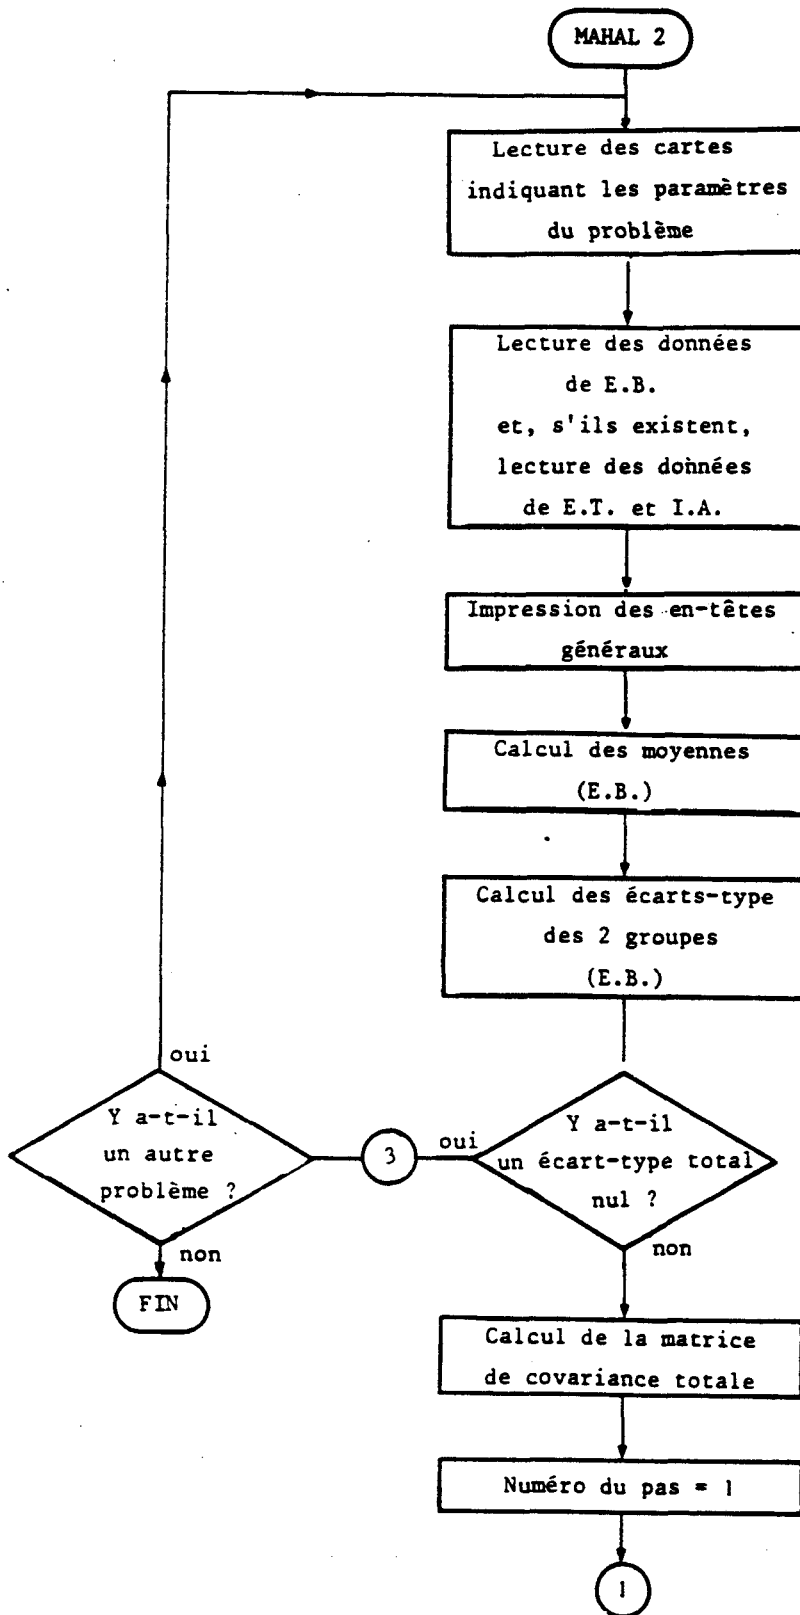 MAHAL 2
Lecture des cartes
indiquant les paramètres
du problème
Lecture des données
de E.B.
et, s'ils existent,
lecture des données
de E.T. et I.A.
Impression des en-têtes
généraux
Calcul des moyennes
(E.B.)
Calcul des écarts-type
des 2 groupes
(E.B.)
oui
Y a-t-il
un autre
problème ?
non
FIN
3
oui
Y a-t-il
un écart-type total
nul ?
non
Calcul de la matrice
de covariance totale
Numéro du pas = 1
1